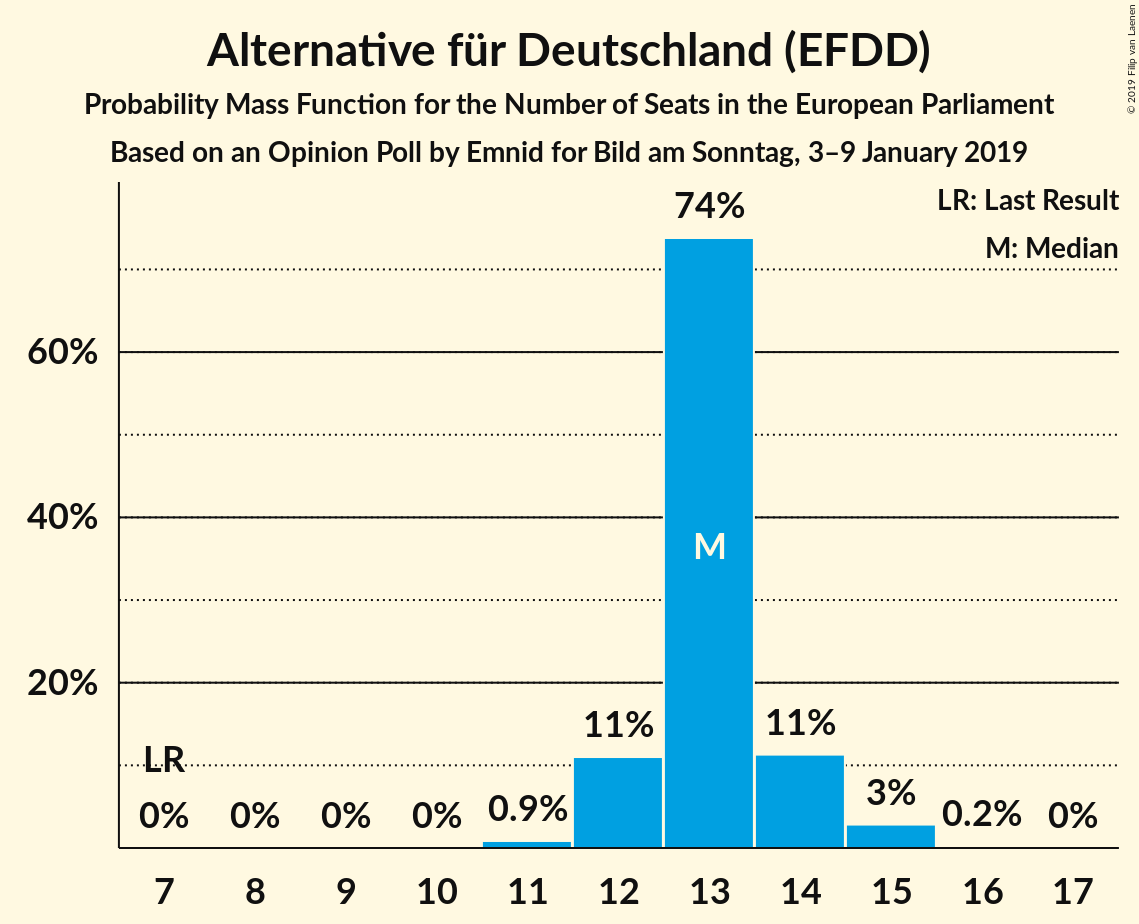 Alternative für Deutschland (EFDD)
Probability Mass Function for the Number of Seats in the European Parliament
Based on an Opinion Poll by Emnid for Bild am Sonntag, 3–9 January 2019
© 2019 Filip van Laenen
LR: Last Result
M: Median
74%
60%
40%
M
20%
11%
11%
LR
3%
0%
0%
0%
0%
0.9%
0.2%
0%
7 8 9 10 11 12 13 14 15 16 17